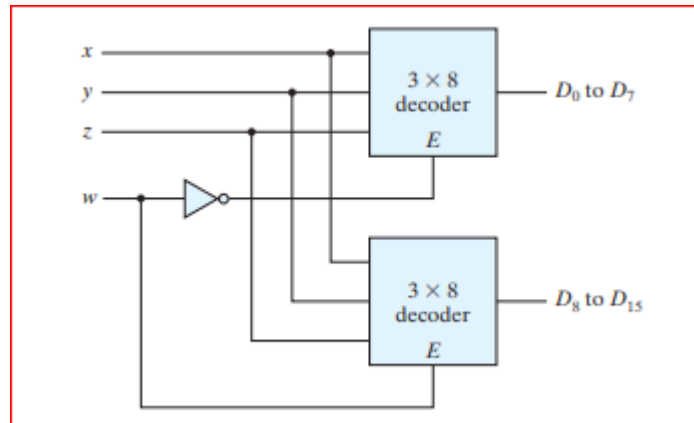 x
y
z
w
3 × 8
decoder
E
D₀ to D₇
3 × 8
decoder
E
D₈ to D₁₅